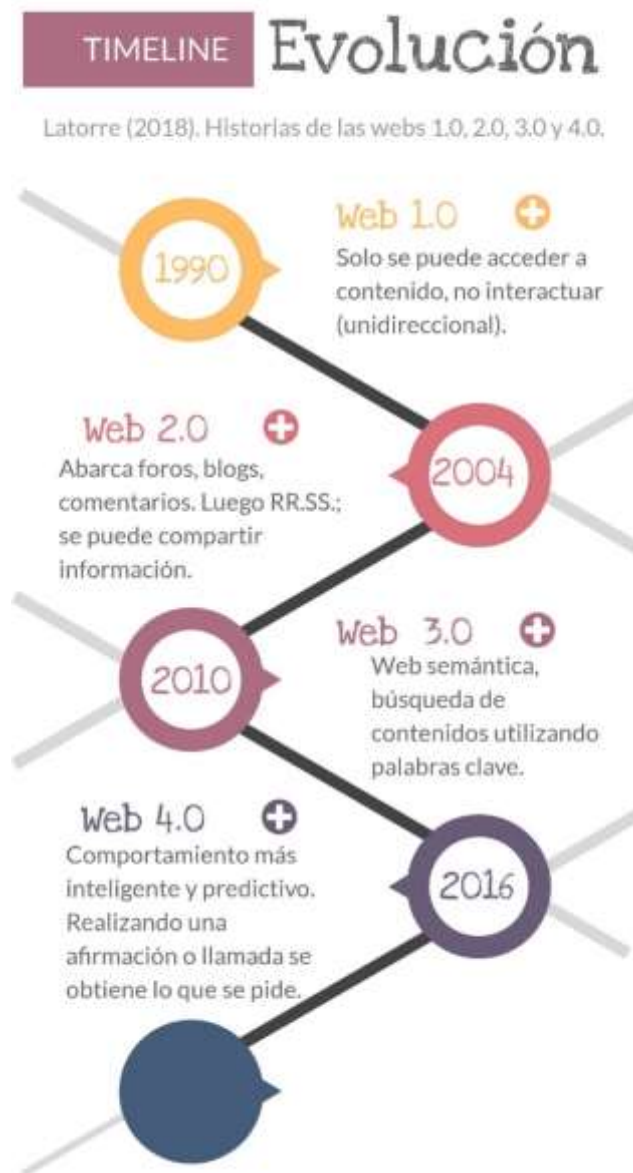 TIMELINE Evolución
Latorre (2018). Historias de las webs 1.0, 2.0, 3.0 y 4.0.
1990
Web 1.0
Solo se puede acceder a
contenido, no interactuar
(unidireccional).
Web 2.0
Abarca foros, blogs,
comentarios. Luego RR.SS.;
se puede compartir
información.
2004
2010
Web 3.0
Web semántica,
búsqueda de
contenidos utilizando
palabras clave.
Web 4.0
Comportamiento más
inteligente y predictivo.
Realizando una
afirmación o llamada se
obtiene lo que se pide.
2016